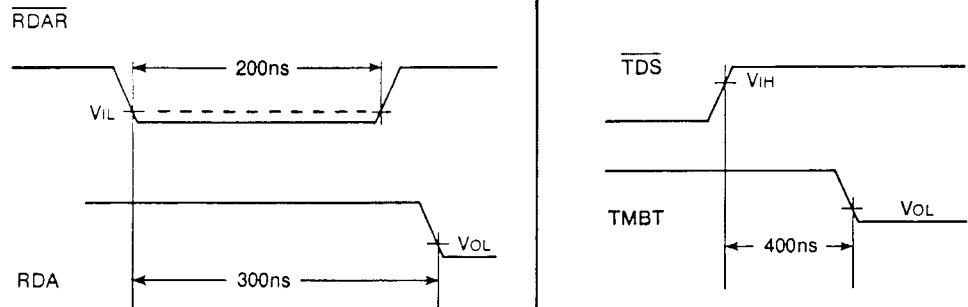 RDAR
200ns
VIL
VOL
RDA
300ns
TDS
VIH
TMBT
VOL
400ns